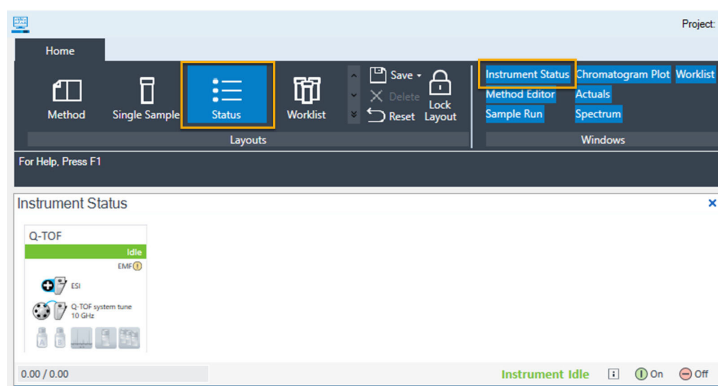 Project:
Home
Method
Single Sample
Status
Worklist
Save
Delete
Reset
Lock
Layout
Layouts
Instrument Status Chromatogram Plot Worklist
Method Editor Actuals
Sample Run Spectrum
Windows
For Help, Press F1
Instrument Status
Q-TOF
Idle
EMF
ESI
Q-TOF system tune
10 GHz
0.00 / 0.00
Instrument Idle
On
Off